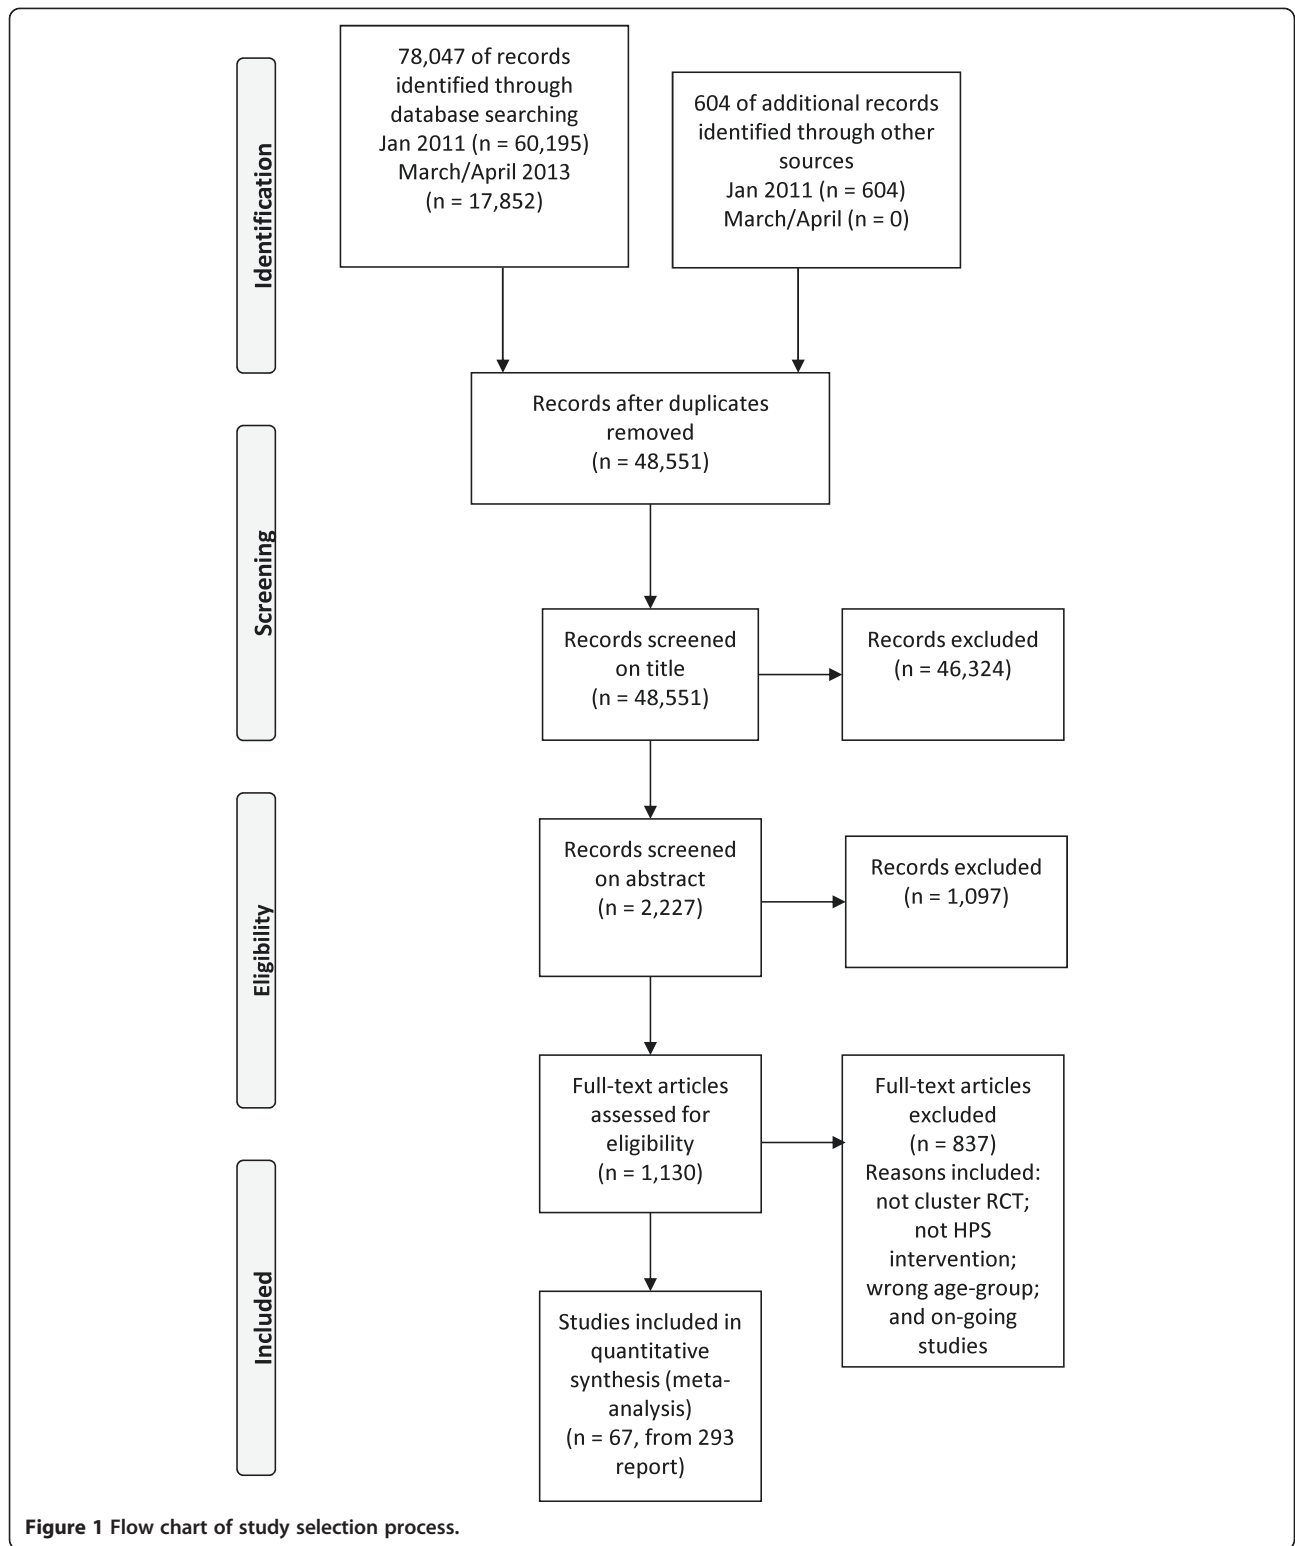 Identification
78,047 of records
identified through
database searching
Jan 2011 (n = 60,195)
March/April 2013
(n = 17,852)
604 of additional records
identified through other
sources
Jan 2011 (n = 604)
March/April (n = 0)
Records after duplicates
removed
(n = 48,551)
Screening
Records screened
on title
(n = 48,551)
Records excluded
(n = 46,324)
Eligibility
Records screened
on abstract
(n = 2,227)
Records excluded
(n = 1,097)
Full-text articles
assessed for
eligibility
(n = 1,130)
Full-text articles
excluded
(n = 837)
Reasons included:
not cluster RCT;
not HPS
intervention;
wrong age-group;
and on-going
studies
Included
Studies included in
quantitative
synthesis (meta-
analysis)
(n = 67, from 293
report)
Figure 1 Flow chart of study selection process.